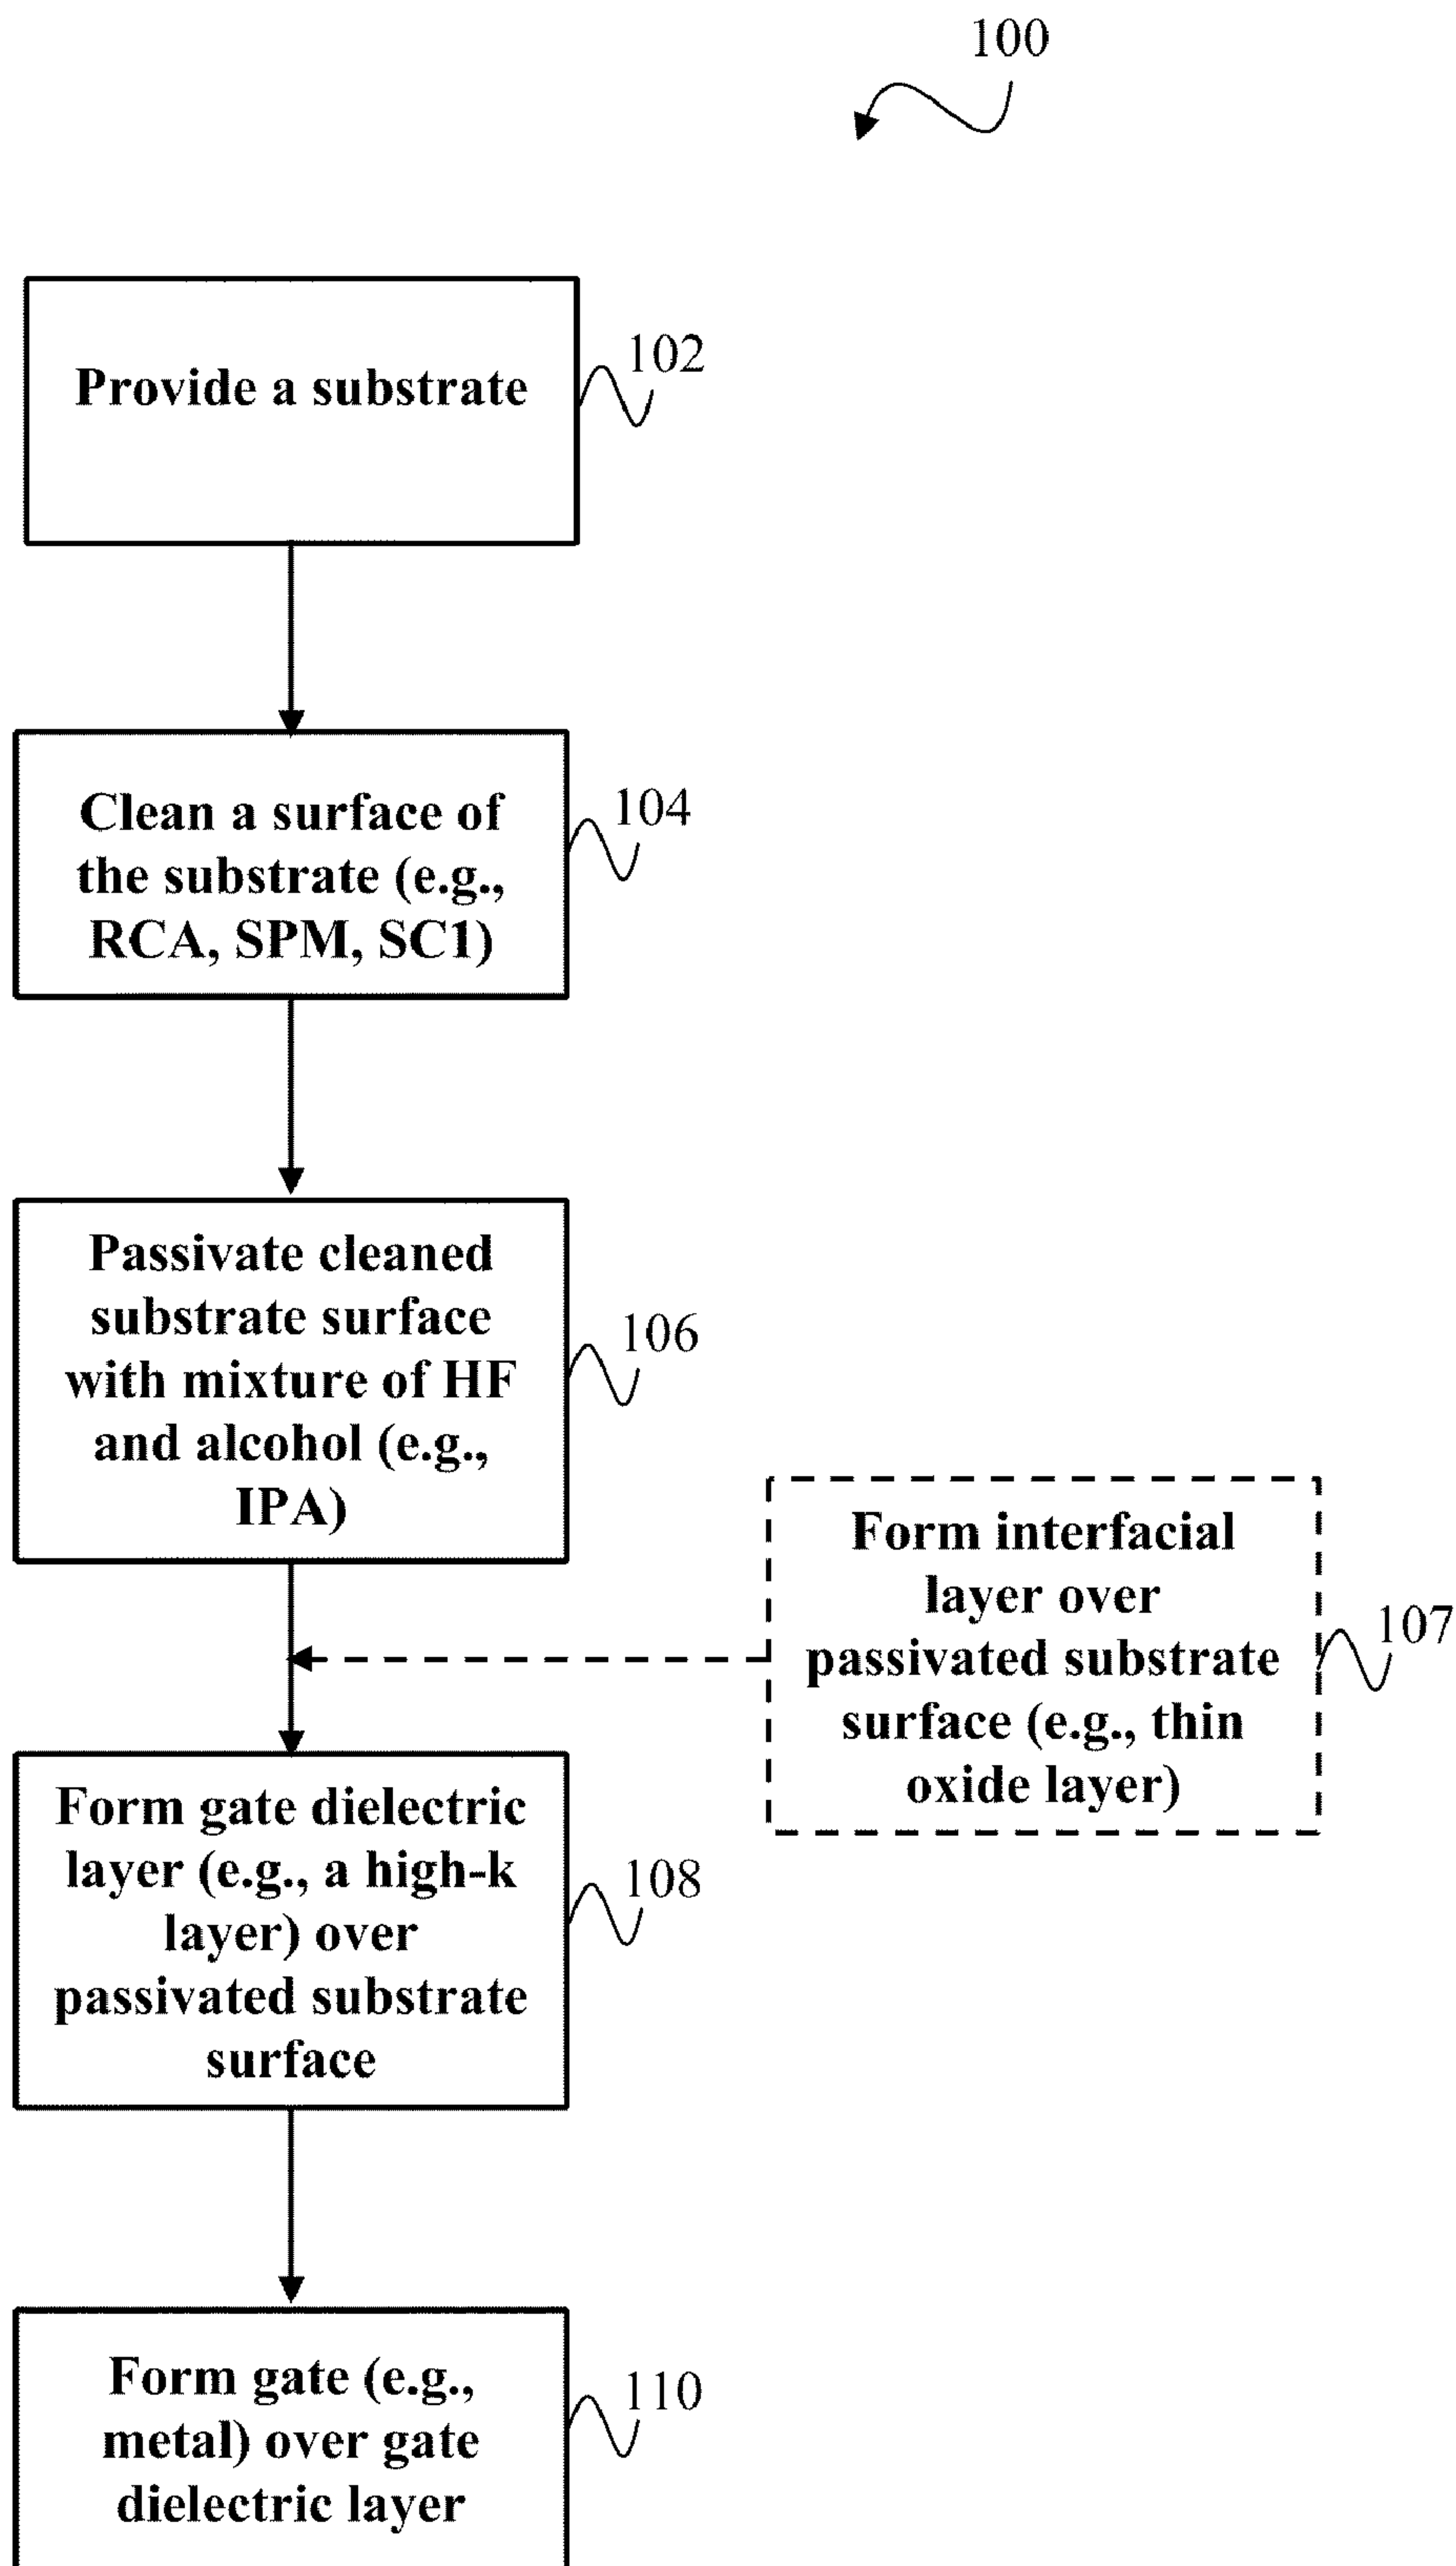 100
Provide a substrate
102
Clean a surface of
the substrate (e.g.,
RCA, SPM, SC1)
104
Passivate cleaned
substrate surface
with mixture of HF
and alcohol (e.g.,
IPA)
106
Form interfacial
layer over
passivated substrate
surface (e.g., thin
oxide layer)
107
Form gate dielectric
layer (e.g., a high-k
layer) over
passivated substrate
surface
108
Form gate (e.g.,
metal) over gate
dielectric layer
110